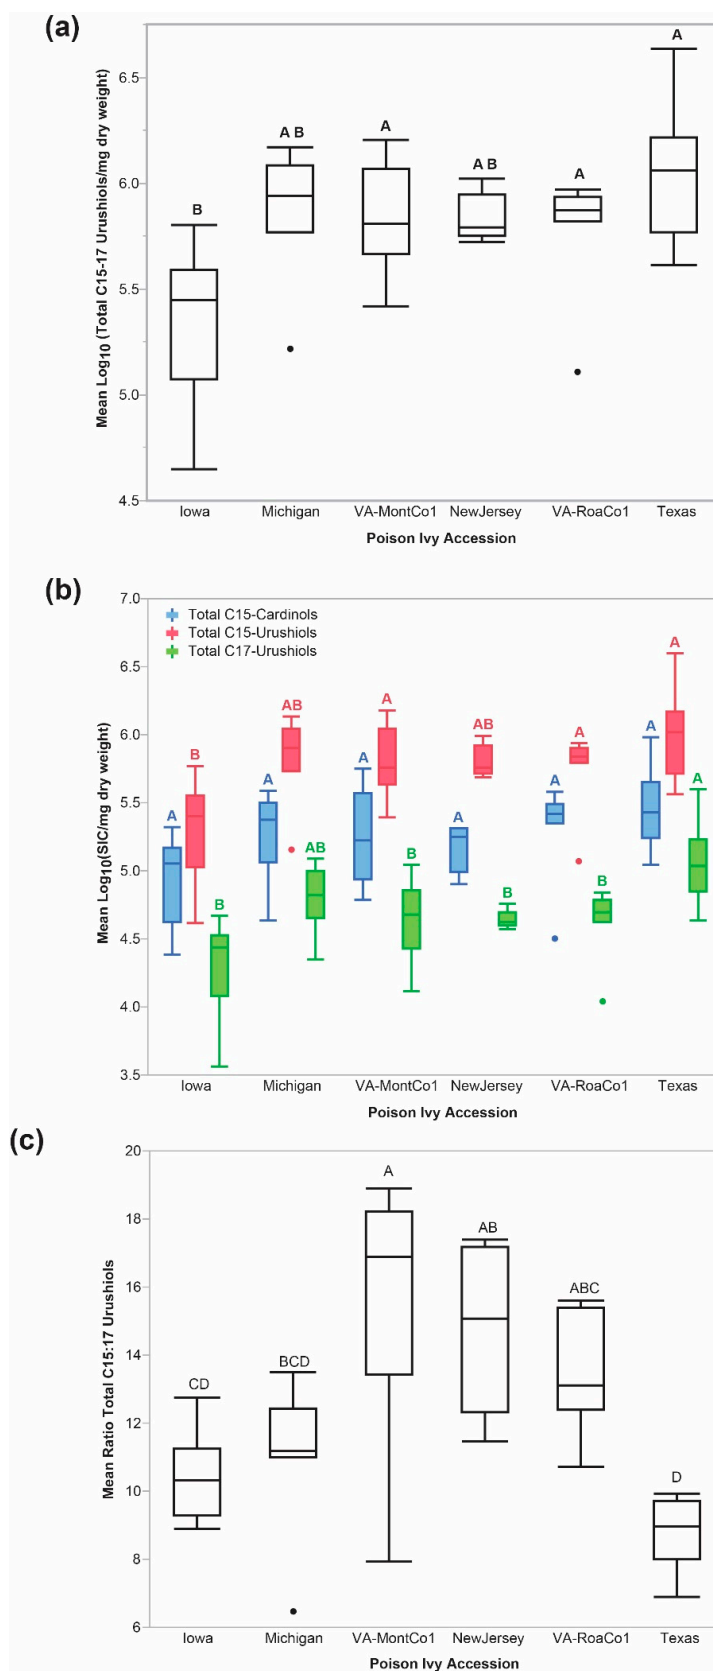 (a)
Mean Log10 (Total C15-17 Urushiols/mg dry weight)
6.5
6.0
5.5
5.0
4.5
B
A B
A
A B
A
A
Iowa Michigan VA-MontCo1 NewJersey VA-RoaCo1 Texas
Poison Ivy Accession
(b)
Mean Log10(SIC/mg dry weight)
7.0
6.5
6.0
5.5
5.0
4.5
4.0
3.5
Total C15-Cardinols
Total C15-Urushiols
Total C17-Urushiols
A B B
A AB AB
A A B
A AB B
A A B
A A A
Iowa Michigan VA-MontCo1 NewJersey VA-RoaCo1 Texas
Poison Ivy Accession
(c)
Mean Ratio Total C15:17 Urushiols
20
18
16
14
12
10
8
6
CD
BCD
A
AB
ABC
D
Iowa Michigan VA-MontCo1 NewJersey VA-RoaCo1 Texas
Poison Ivy Accession